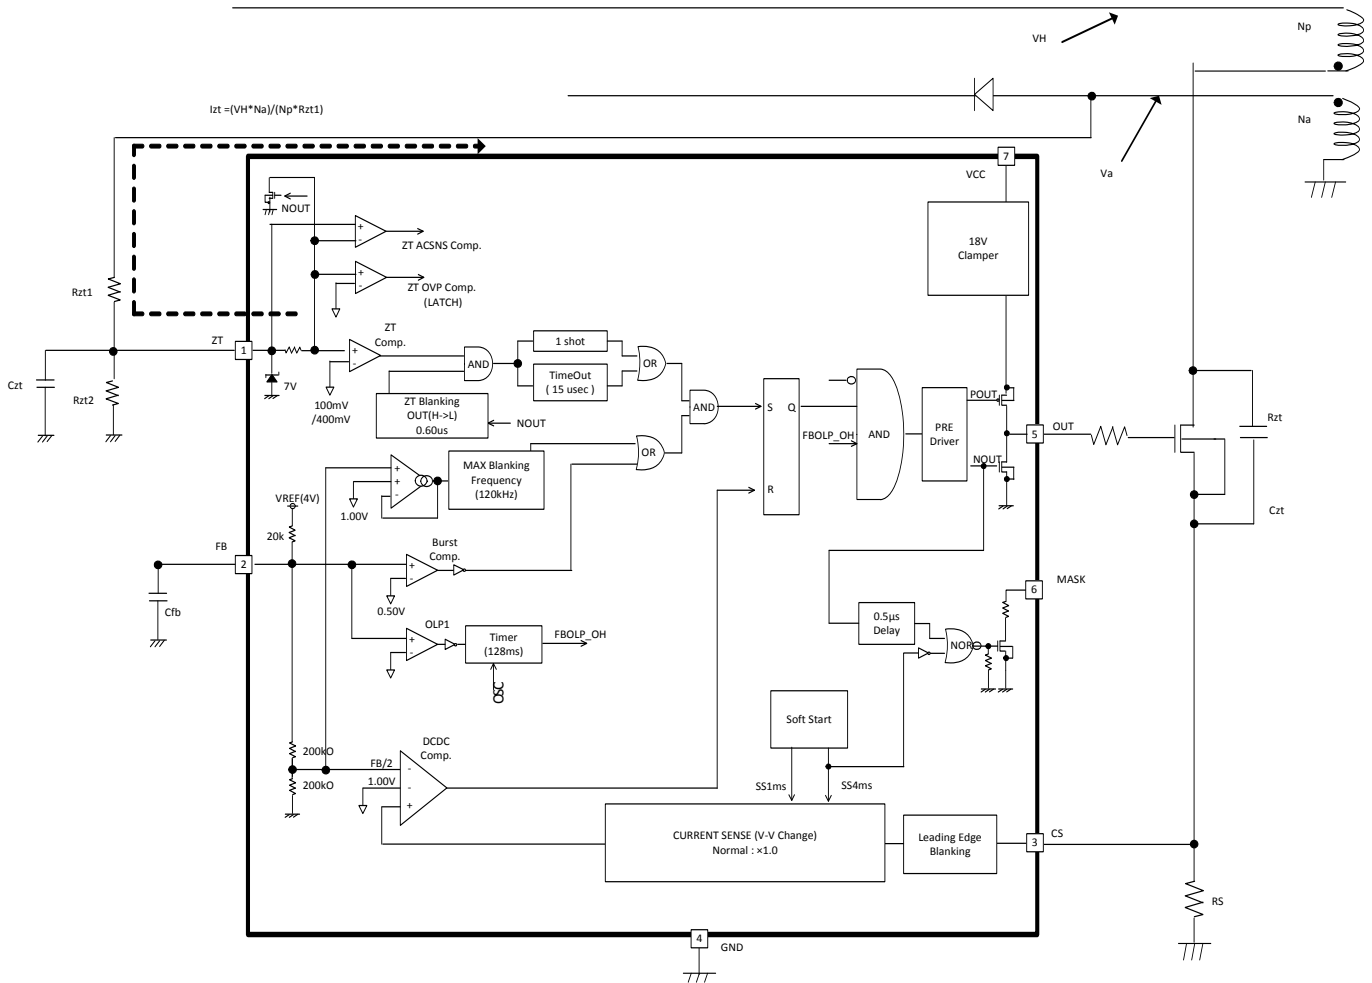 Np
VH
Izt =(VH*Na)/(Np*Rzt1)
Na
7
VCC
Va
NOUT
18V
Clamper
ZT ACSNS Comp.
+
-
ZT OVP Comp.
(LATCH)
+
-
Rzt1
ZT
Comp.
ZT
1
+
-
1 shot
OR
AND
TimeOut
( 15 usec )
Czt
Rzt2
7V
100mV
/400mV
ZT Blanking
OUT(H->L)
0.60us
NOUT
AND
S
Q
R
FBOLP_OH
AND
PRE
Driver
POUT
NOUT
5
OUT
Rzt
Czt
OR
MAX Blanking
Frequency
(120kHz)
+
+
-
1.00V
VREF(4V)
20k
FB
2
Burst
Comp.
+
-
0.50V
Cfb
OLP1
+
-
Timer
(128ms)
FBOLP_OH
OSC
MASK
6
0.5µs
Delay
NOR
Soft Start
SS1ms
SS4ms
200kO
200kO
FB/2
1.00V
DCDC
Comp.
-
-
+
CURRENT SENSE (V-V Change)
Normal : ×1.0
Leading Edge
Blanking
3
CS
RS
4
GND